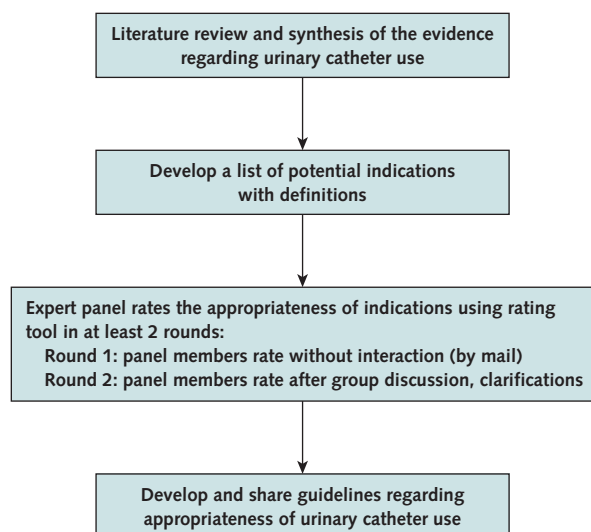 Literature review and synthesis of the evidence
regarding urinary catheter use
Develop a list of potential indications
with definitions
Expert panel rates the appropriateness of indications using rating
tool in at least 2 rounds:
Round 1: panel members rate without interaction (by mail)
Round 2: panel members rate after group discussion, clarifications
Develop and share guidelines regarding
appropriateness of urinary catheter use